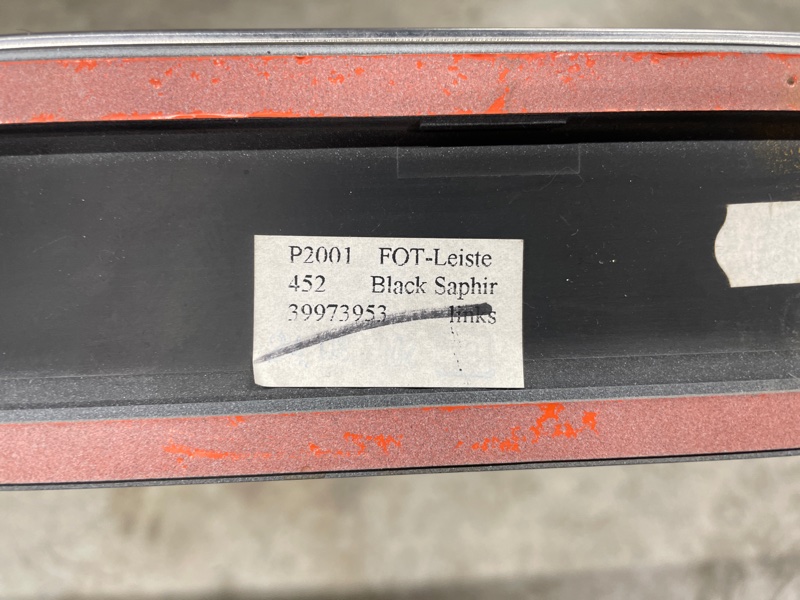 P2001 FOT-Leiste
452 Black Saphir
39973953 links